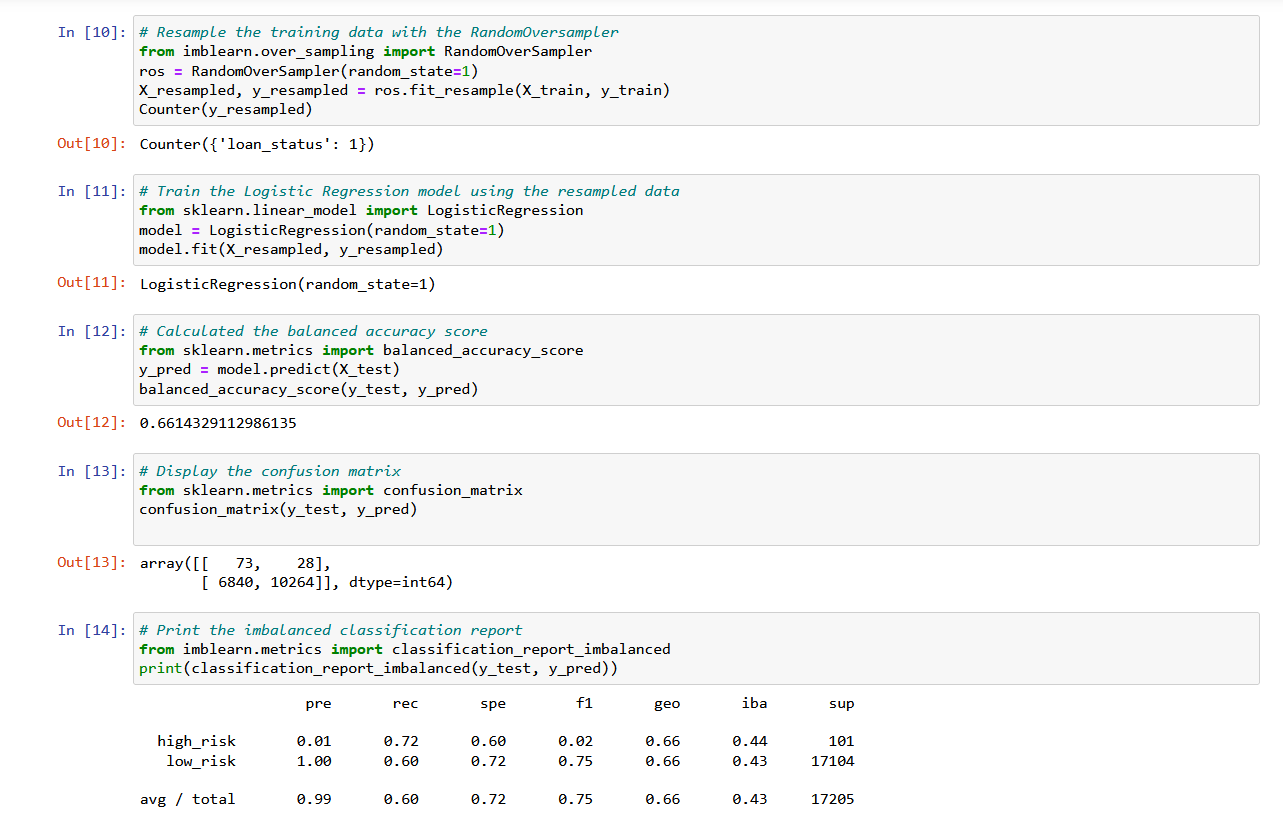 In [10]: # Resample the training data with the RandomOversampler
from imblearn.over_sampling import RandomOverSampler
ros = RandomOverSampler(random_state=1)
X_resampled, y_resampled = ros.fit_resample(X_train, y_train)
Counter(y_resampled)
Out[10]: Counter({'loan_status': 1})
In [11]: # Train the Logistic Regression model using the resampled data
from sklearn.linear_model import LogisticRegression
model = LogisticRegression(random_state=1)
model.fit(X_resampled, y_resampled)
Out[11]: LogisticRegression(random_state=1)
In [12]: # Calculated the balanced accuracy score
from sklearn.metrics import balanced_accuracy_score
y_pred = model.predict(X_test)
balanced_accuracy_score(y_test, y_pred)
Out[12]: 0.6614329112986135
In [13]: # Display the confusion matrix
from sklearn.metrics import confusion_matrix
confusion_matrix(y_test, y_pred)
Out[13]: array([[   73,    28],
       [ 6840, 10264]], dtype=int64)
In [14]: # Print the imbalanced classification report
from imblearn.metrics import classification_report_imbalanced
print(classification_report_imbalanced(y_test, y_pred))
pre rec spe f1 geo iba sup
high_risk 0.01 0.72 0.60 0.02 0.66 0.44 101
low_risk 1.00 0.60 0.72 0.75 0.66 0.43 17104
avg / total 0.99 0.60 0.72 0.75 0.66 0.43 17205